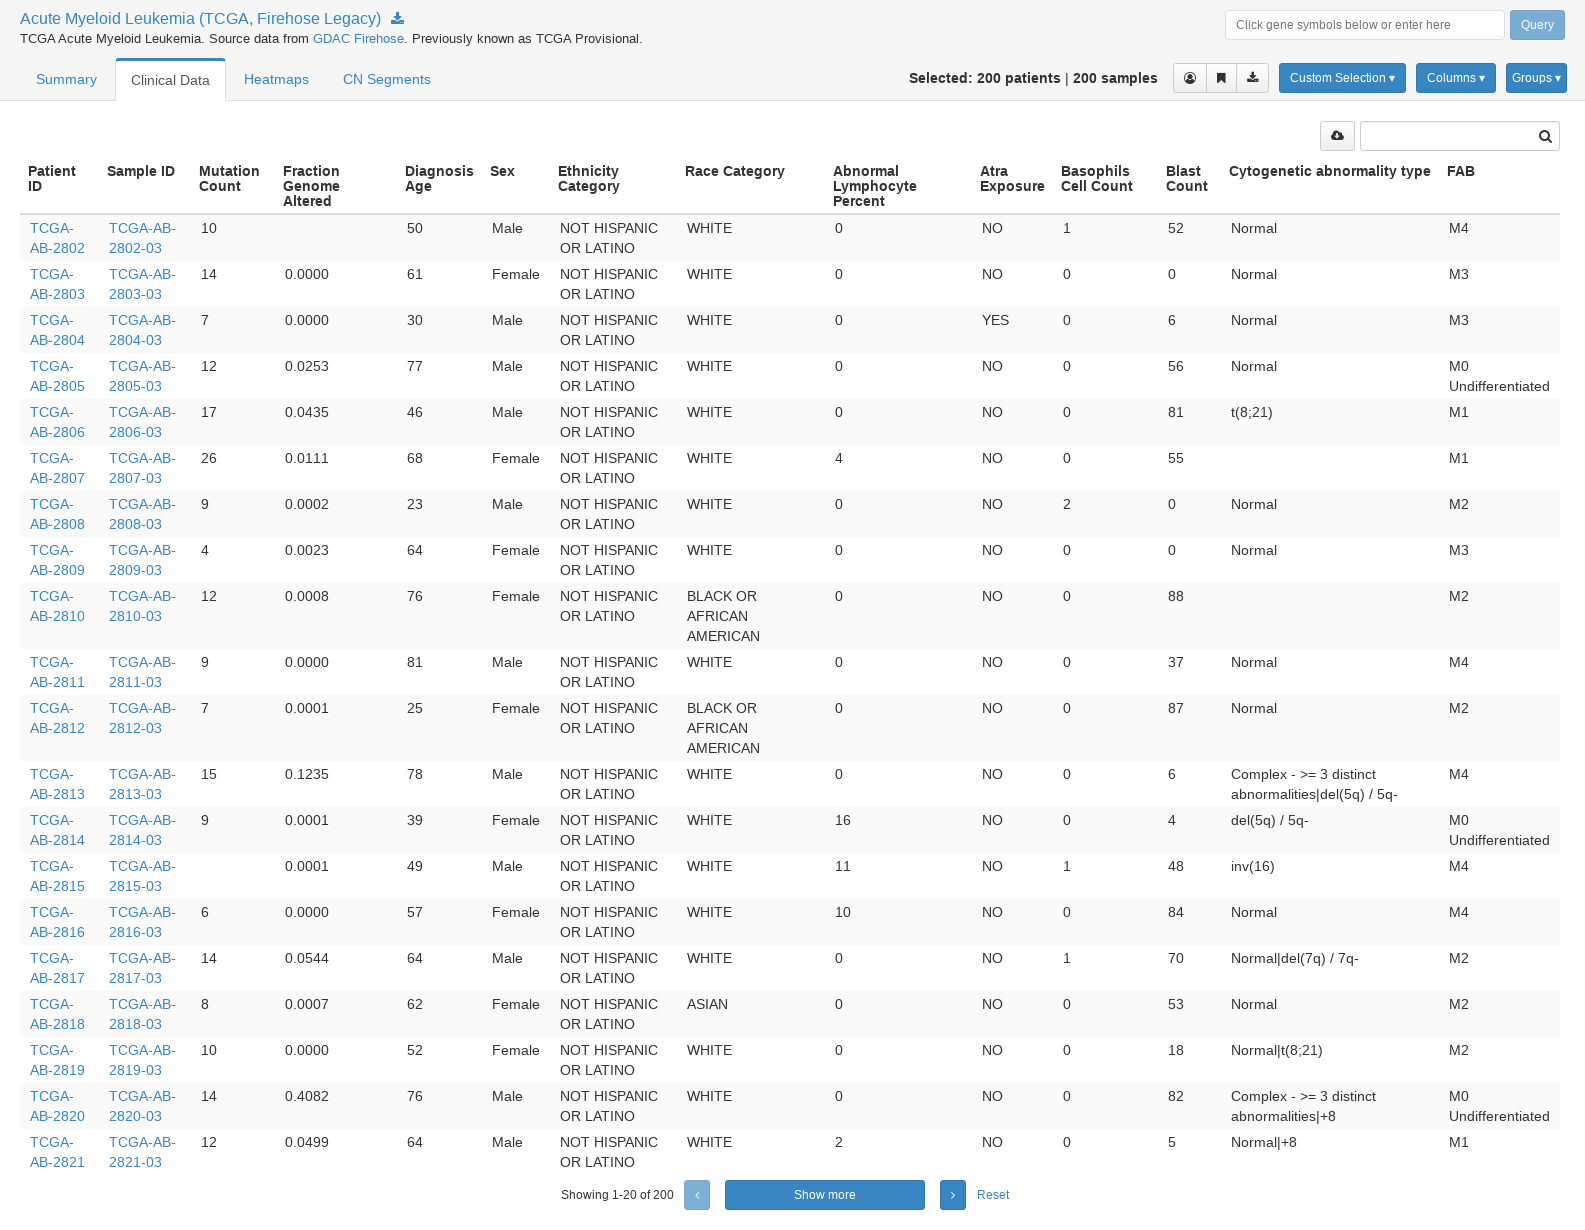 Acute Myeloid Leukemia (TCGA, Firehose Legacy)
TCGA Acute Myeloid Leukemia. Source data from GDAC Firehose. Previously known as TCGA Provisional.
Click gene symbols below or enter here Query
Summary Clinical Data Heatmaps CN Segments
Selected: 200 patients | 200 samples Custom Selection ▾ Columns ▾ Groups ▾
Patient ID Sample ID Mutation Count Fraction Genome Altered Diagnosis Age Sex Ethnicity Category Race Category Abnormal Lymphocyte Percent Atra Exposure Basophils Cell Count Blast Count Cytogenetic abnormality type FAB
TCGA-AB-2802 TCGA-AB-2802-03 10 50 Male NOT HISPANIC OR LATINO WHITE 0 NO 1 52 Normal M4
TCGA-AB-2803 TCGA-AB-2803-03 14 0.0000 61 Female NOT HISPANIC OR LATINO WHITE 0 NO 0 0 Normal M3
TCGA-AB-2804 TCGA-AB-2804-03 7 0.0000 30 Male NOT HISPANIC OR LATINO WHITE 0 YES 0 6 Normal M3
TCGA-AB-2805 TCGA-AB-2805-03 12 0.0253 77 Male NOT HISPANIC OR LATINO WHITE 0 NO 0 56 Normal M0 Undifferentiated
TCGA-AB-2806 TCGA-AB-2806-03 17 0.0435 46 Male NOT HISPANIC OR LATINO WHITE 0 NO 0 81 t(8;21) M1
TCGA-AB-2807 TCGA-AB-2807-03 26 0.0111 68 Female NOT HISPANIC OR LATINO WHITE 4 NO 0 55 M1
TCGA-AB-2808 TCGA-AB-2808-03 9 0.0002 23 Male NOT HISPANIC OR LATINO WHITE 0 NO 2 0 Normal M2
TCGA-AB-2809 TCGA-AB-2809-03 4 0.0023 64 Female NOT HISPANIC OR LATINO WHITE 0 NO 0 0 Normal M3
TCGA-AB-2810 TCGA-AB-2810-03 12 0.0008 76 Female NOT HISPANIC OR LATINO BLACK OR AFRICAN AMERICAN 0 NO 0 88 M2
TCGA-AB-2811 TCGA-AB-2811-03 9 0.0000 81 Male NOT HISPANIC OR LATINO WHITE 0 NO 0 37 Normal M4
TCGA-AB-2812 TCGA-AB-2812-03 7 0.0001 25 Female NOT HISPANIC OR LATINO BLACK OR AFRICAN AMERICAN 0 NO 0 87 Normal M2
TCGA-AB-2813 TCGA-AB-2813-03 15 0.1235 78 Male NOT HISPANIC OR LATINO WHITE 0 NO 0 6 Complex - >= 3 distinct abnormalities|del(5q) / 5q- M4
TCGA-AB-2814 TCGA-AB-2814-03 9 0.0001 39 Female NOT HISPANIC OR LATINO WHITE 16 NO 0 4 del(5q) / 5q- M0 Undifferentiated
TCGA-AB-2815 TCGA-AB-2815-03 0.0001 49 Male NOT HISPANIC OR LATINO WHITE 11 NO 1 48 inv(16) M4
TCGA-AB-2816 TCGA-AB-2816-03 6 0.0000 57 Female NOT HISPANIC OR LATINO WHITE 10 NO 0 84 Normal M4
TCGA-AB-2817 TCGA-AB-2817-03 14 0.0544 64 Male NOT HISPANIC OR LATINO WHITE 0 NO 1 70 Normal|del(7q) / 7q- M2
TCGA-AB-2818 TCGA-AB-2818-03 8 0.0007 62 Female NOT HISPANIC OR LATINO ASIAN 0 NO 0 53 Normal M2
TCGA-AB-2819 TCGA-AB-2819-03 10 0.0000 52 Female NOT HISPANIC OR LATINO WHITE 0 NO 0 18 Normal|t(8;21) M2
TCGA-AB-2820 TCGA-AB-2820-03 14 0.4082 76 Male NOT HISPANIC OR LATINO WHITE 0 NO 0 82 Complex - >= 3 distinct abnormalities|+8 M0 Undifferentiated
TCGA-AB-2821 TCGA-AB-2821-03 12 0.0499 64 Male NOT HISPANIC OR LATINO WHITE 2 NO 0 5 Normal|+8 M1
Showing 1-20 of 200 ‹ Show more › Reset